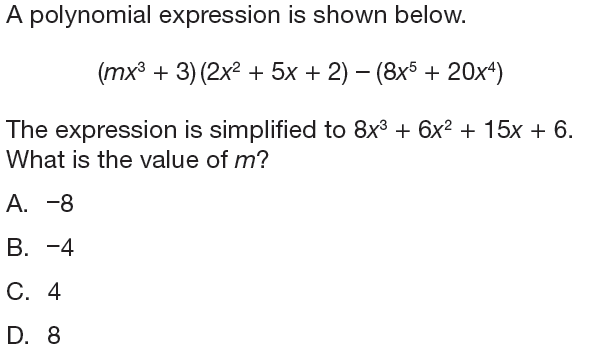 A polynomial expression is shown below.
(mx³ + 3)(2x² + 5x + 2) − (8x⁵ + 20x⁴)
The expression is simplified to 8x³ + 6x² + 15x + 6.
What is the value of m?
A. −8
B. −4
C. 4
D. 8